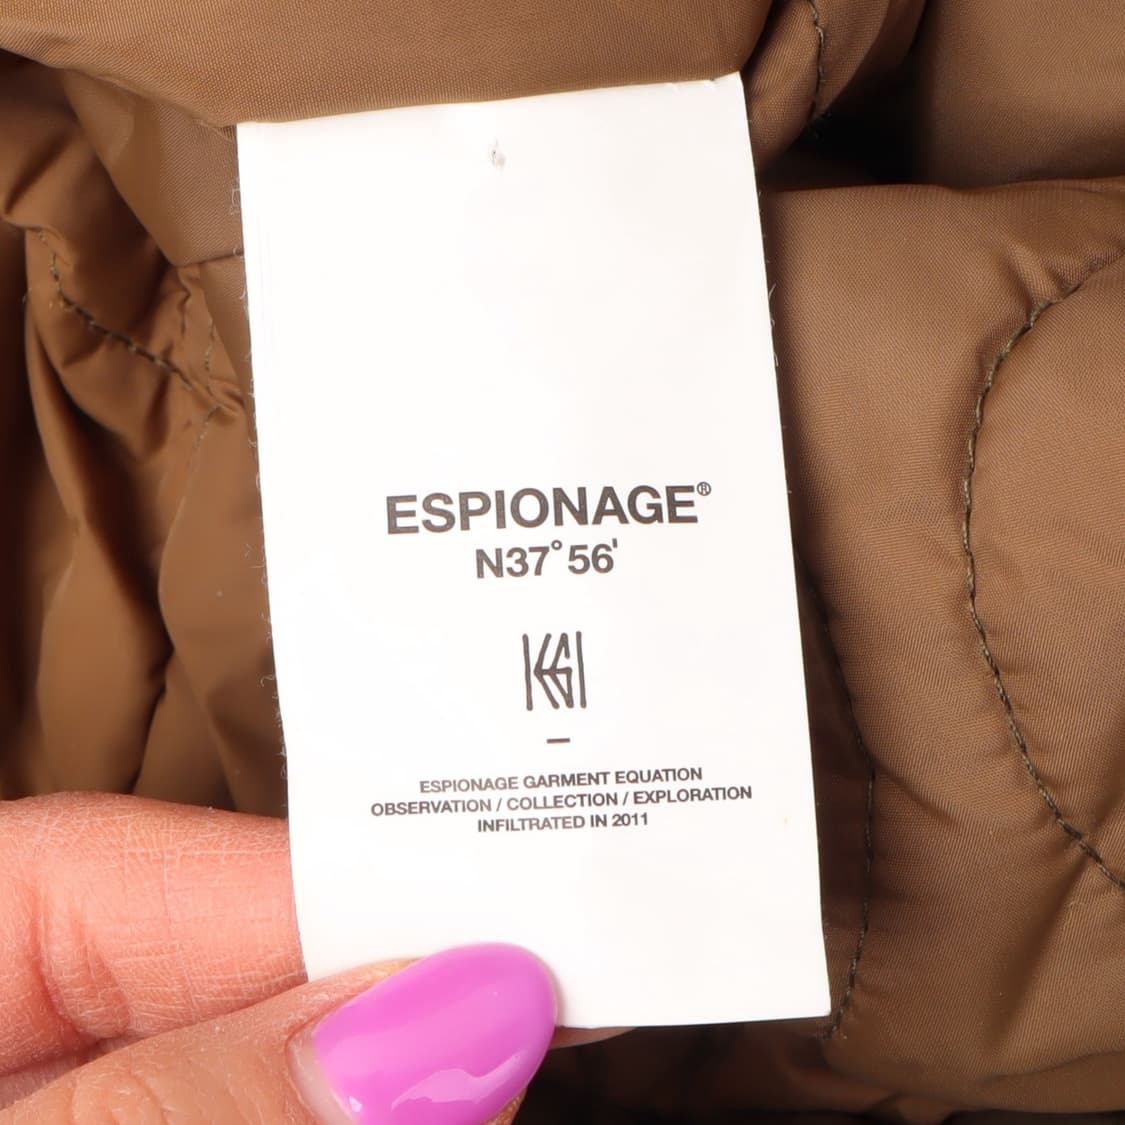 ESPIONAGE®
N37° 56'
ESPIONAGE GARMENT EQUATION
OBSERVATION / COLLECTION / EXPLORATION
INFILTRATED IN 2011